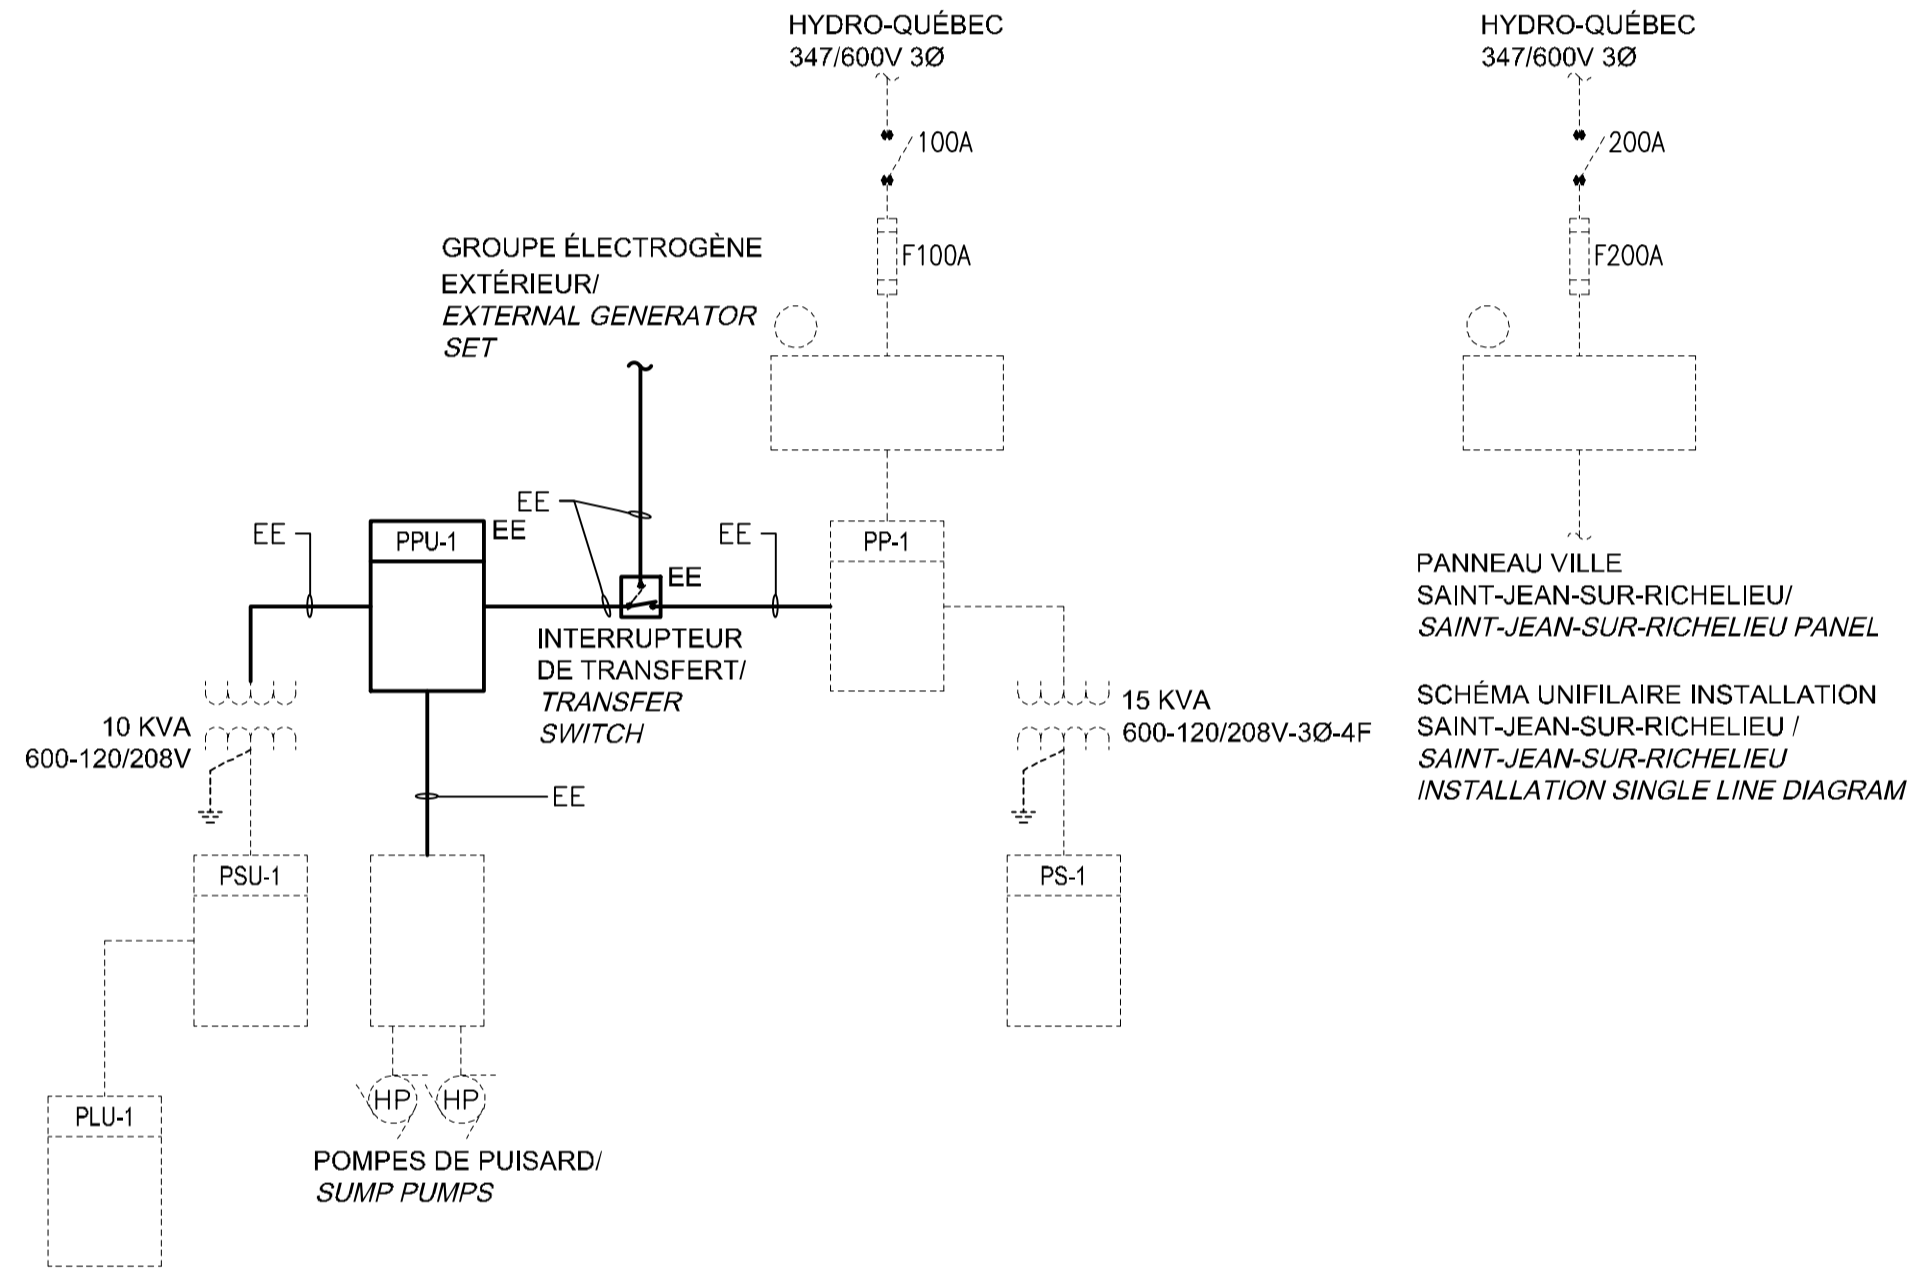 HYDRO-QUÉBEC
347/600V 3Ø
100A
F100A
HYDRO-QUÉBEC
347/600V 3Ø
200A
F200A
GROUPE ÉLECTROGÈNE
EXTÉRIEUR/
EXTERNAL GENERATOR
SET
EE
EE
PPU-1
EE
EE
EE
PP-1
INTERRUPTEUR
DE TRANSFERT/
TRANSFER
SWITCH
PANNEAU VILLE
SAINT-JEAN-SUR-RICHELIEU/
SAINT-JEAN-SUR-RICHELIEU PANEL
SCHÉMA UNIFILAIRE INSTALLATION
SAINT-JEAN-SUR-RICHELIEU /
SAINT-JEAN-SUR-RICHELIEU
INSTALLATION SINGLE LINE DIAGRAM
10 KVA
600-120/208V
15 KVA
600-120/208V-3Ø-4F
EE
PSU-1
PS-1
PLU-1
HP
HP
POMPES DE PUISARD/
SUMP PUMPS